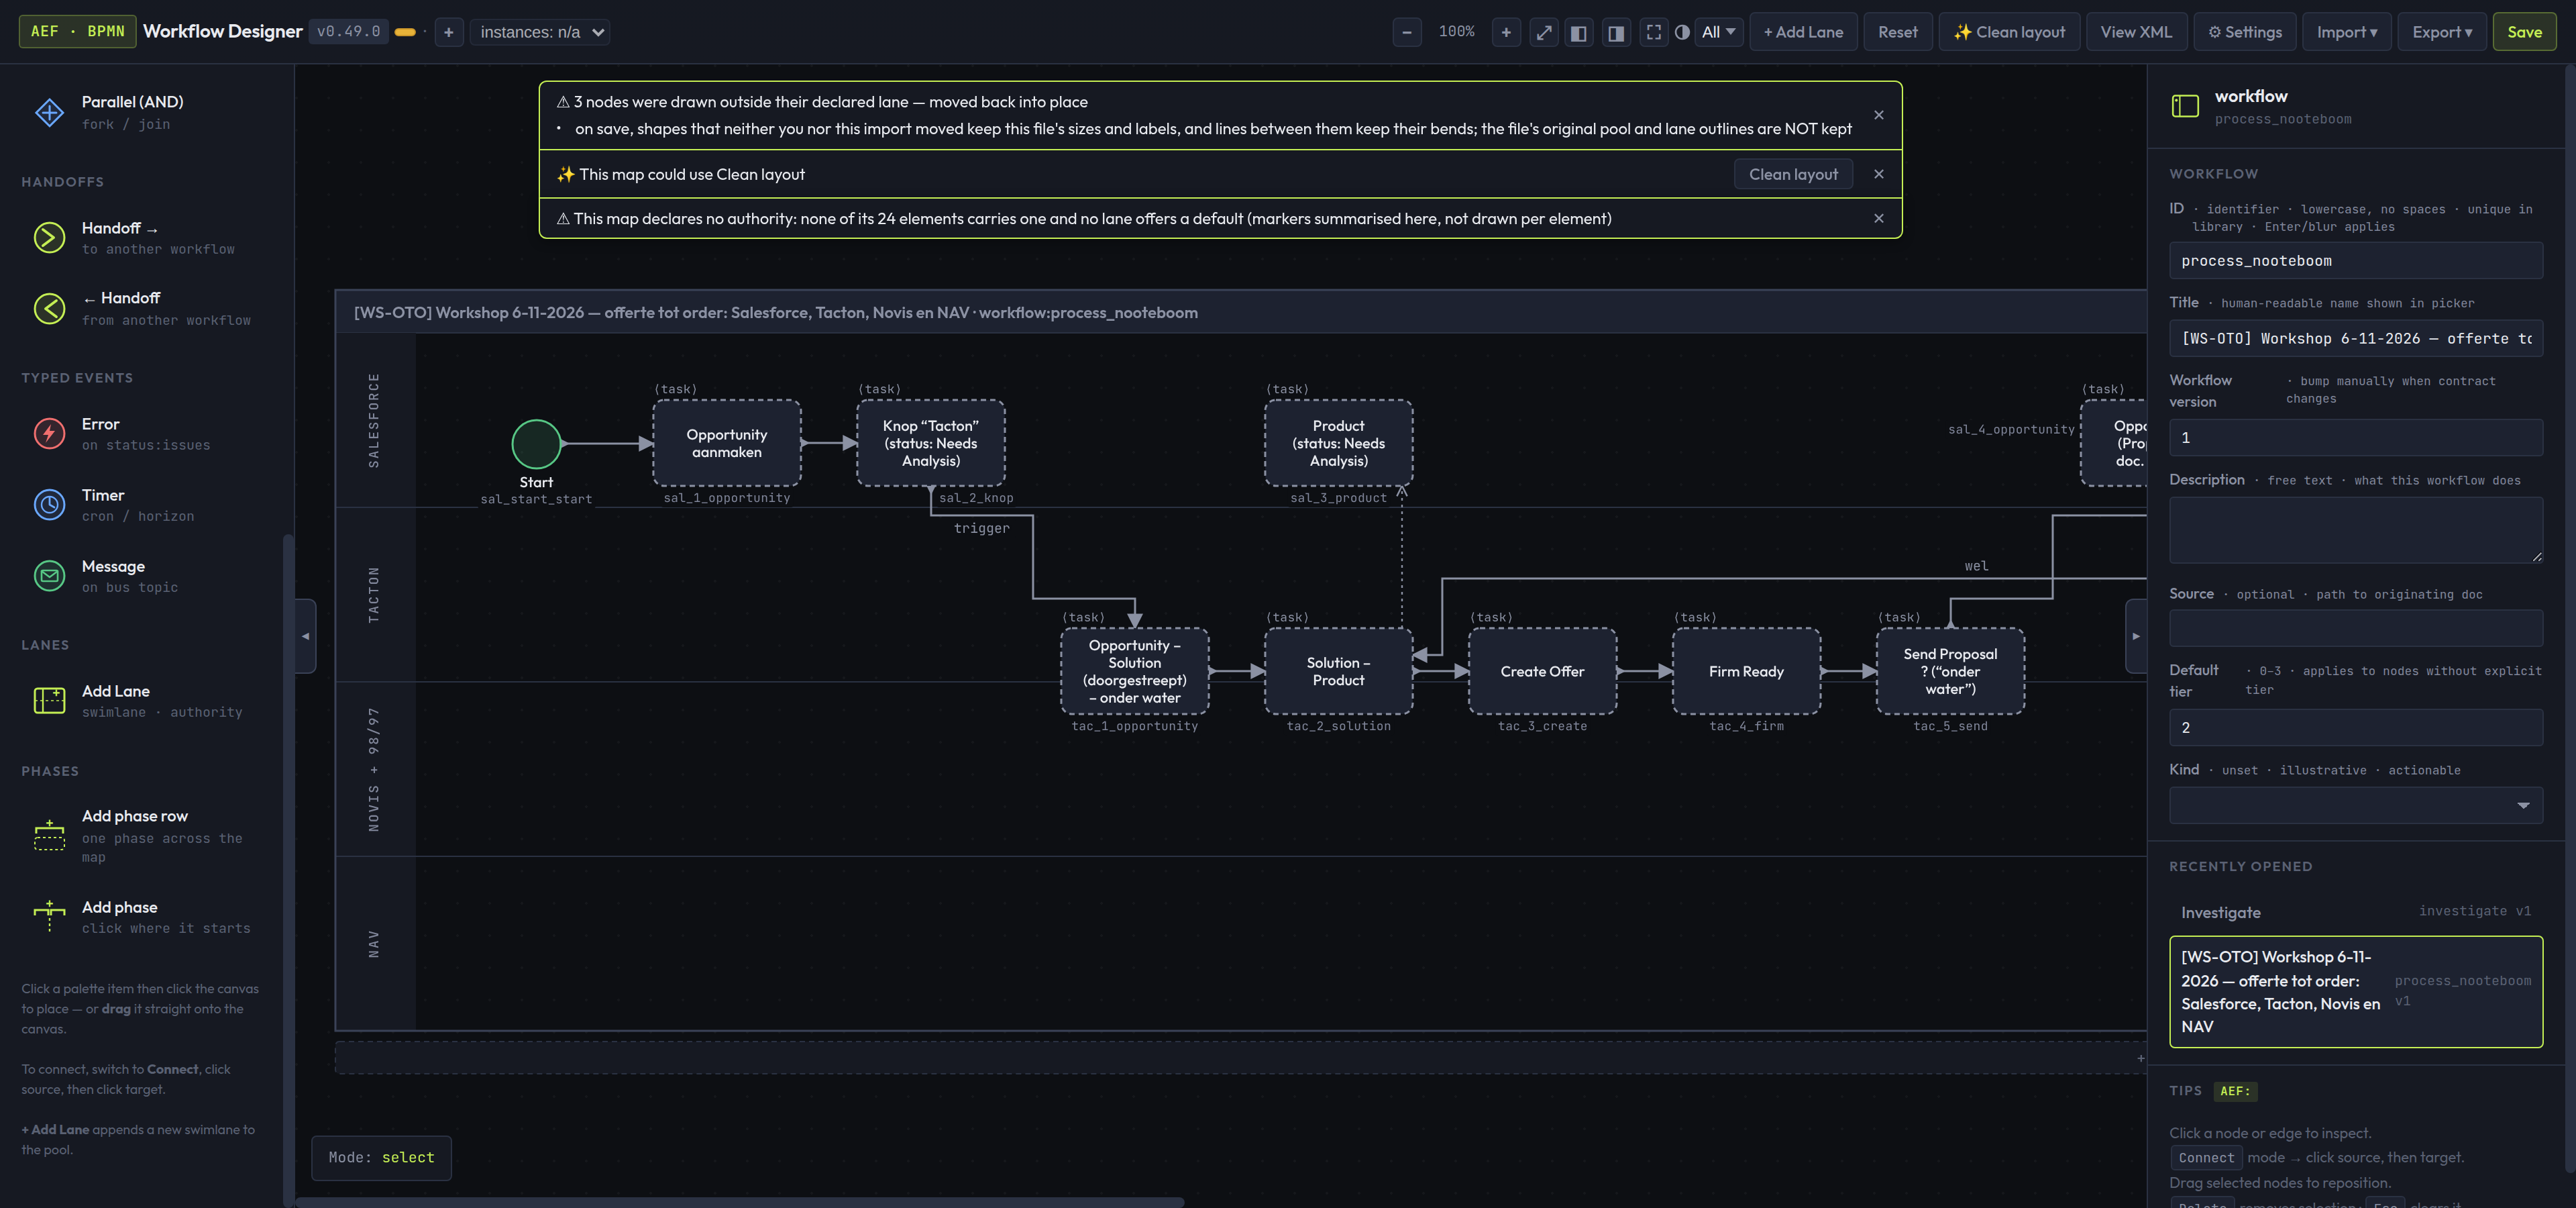 AEF · BPMN Workflow Designer v0.49.0 · + instances: n/a
− 100% + All + Add Lane Reset ✨ Clean layout View XML ⚙ Settings Import ▾ Export ▾ Save
Parallel (AND)
fork / join
HANDOFFS
Handoff →
to another workflow
← Handoff
from another workflow
TYPED EVENTS
Error
on status:issues
Timer
cron / horizon
Message
on bus topic
LANES
Add Lane
swimlane · authority
PHASES
Add phase row
one phase across the
map
Add phase
click where it starts
Click a palette item then click the canvas
to place — or drag it straight onto the
canvas.
To connect, switch to Connect, click
source, then click target.
+ Add Lane appends a new swimlane to
the pool.
⚠ 3 nodes were drawn outside their declared lane — moved back into place
• on save, shapes that neither you nor this import moved keep this file's sizes and labels, and lines between them keep their bends; the file's original pool and lane outlines are NOT kept
✨ This map could use Clean layout
Clean layout
⚠ This map declares no authority: none of its 24 elements carries one and no lane offers a default (markers summarised here, not drawn per element)
[WS-OTO] Workshop 6-11-2026 — offerte tot order: Salesforce, Tacton, Novis en NAV · workflow:process_nooteboom
SALESFORCE
Start
sal_start_start
(task)
Opportunity
aanmaken
sal_1_opportunity
(task)
Knop “Tacton”
(status: Needs
Analysis)
sal_2_knop
trigger
(task)
Product
(status: Needs
Analysis)
sal_3_product
(task)
sal_4_opportunity
TACTON
wel
(task)
Opportunity –
Solution
(doorgestreept)
– onder water
tac_1_opportunity
(task)
Solution –
Product
tac_2_solution
(task)
Create Offer
tac_3_create
(task)
Firm Ready
tac_4_firm
(task)
Send Proposal
? (“onder
water”)
tac_5_send
NOVIS + 98/97
NAV
+
Mode: select
workflow
process_nooteboom
WORKFLOW
ID · identifier · lowercase, no spaces · unique in
library · Enter/blur applies
process_nooteboom
Title · human-readable name shown in picker
[WS-OTO] Workshop 6-11-2026 — offerte to
Workflow
version
· bump manually when contract
changes
1
Description · free text · what this workflow does
Source · optional · path to originating doc
Default
tier
· 0–3 · applies to nodes without explicit
tier
2
Kind · unset · illustrative · actionable
RECENTLY OPENED
Investigate investigate v1
[WS-OTO] Workshop 6-11-
2026 — offerte tot order:
Salesforce, Tacton, Novis en
NAV
process_nooteboom
v1
TIPS AEF:
Click a node or edge to inspect.
Connect mode → click source, then target.
Drag selected nodes to reposition.